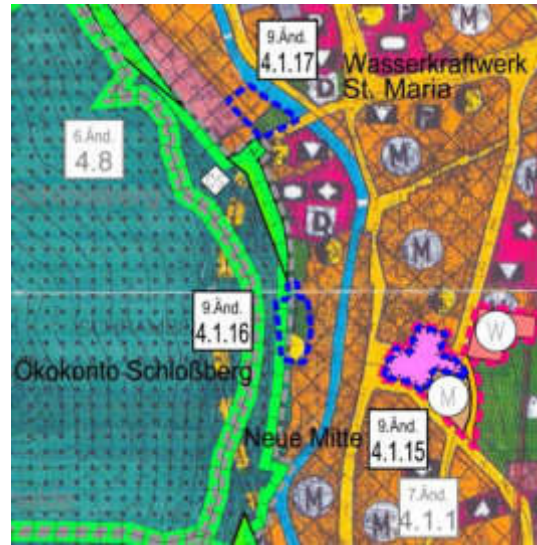 9.Änd.
4.1.17
Wasserkraftwerk
St. Maria
M
P
D
M
6.Änd.
4.8
D
M
9.Änd.
4.1.16
W
Ökokonto Schloßberg
M
Neue Mitte
9.Änd.
4.1.15
M
7.Änd.
4.1.1
M